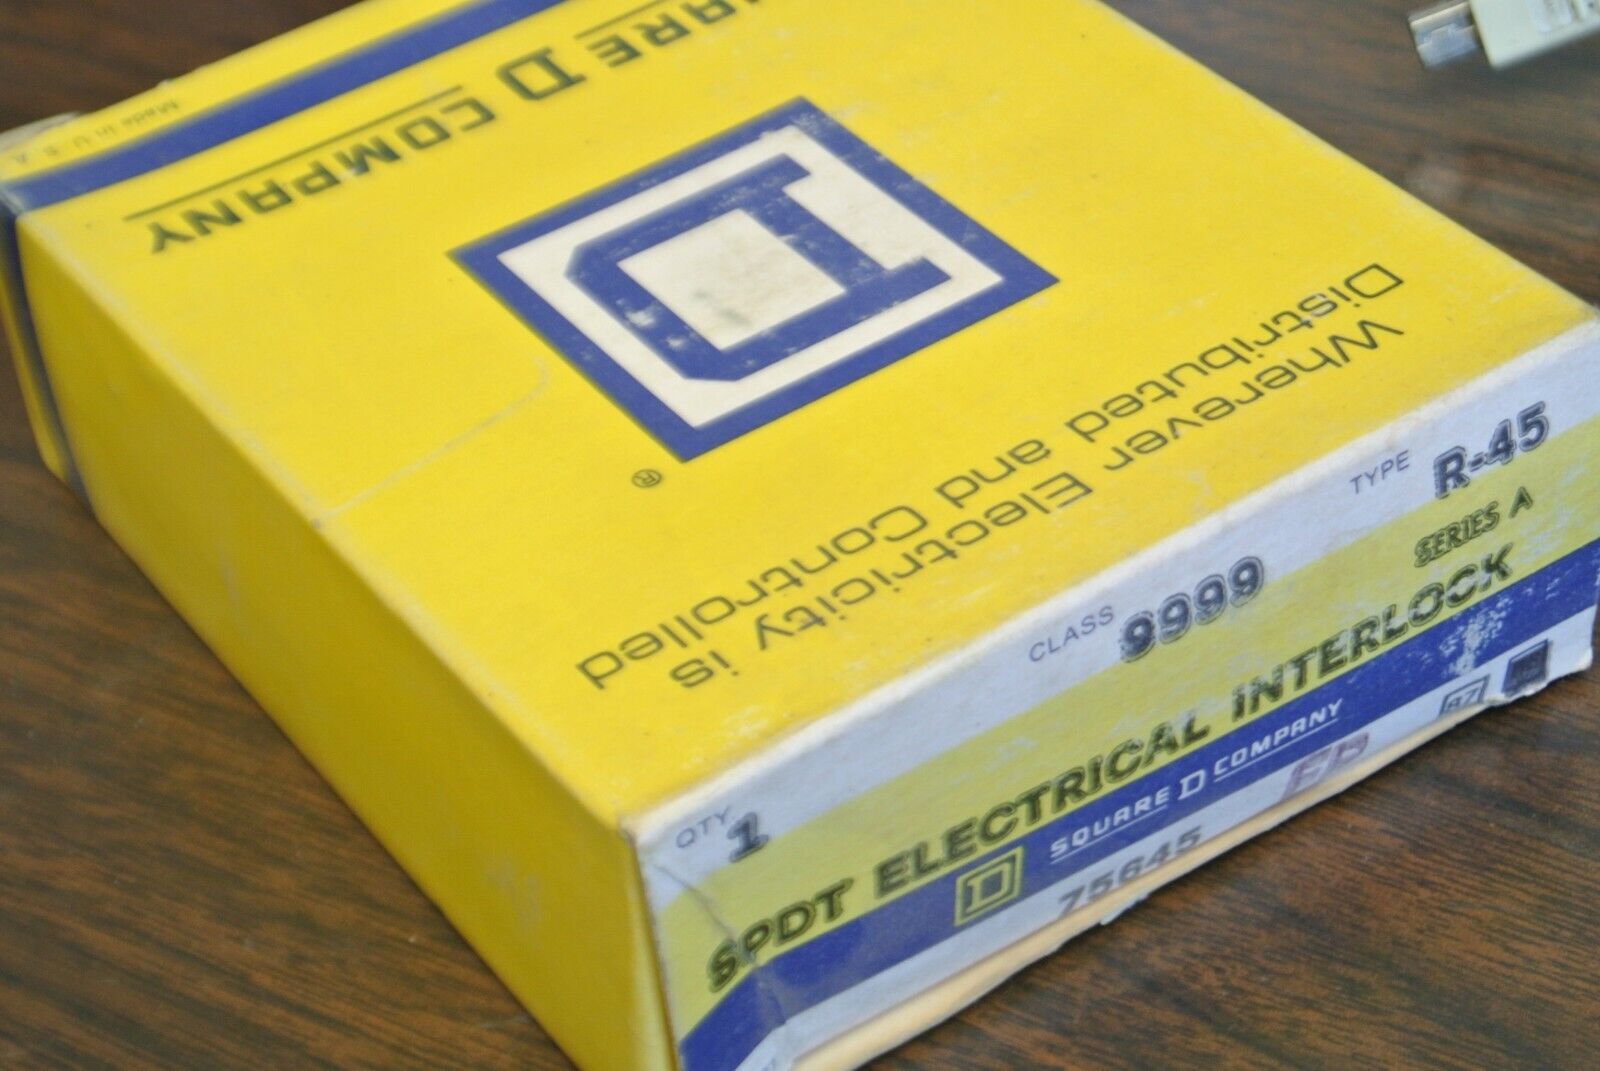 UARE D COMPANY
Made in U.S.A.
D
®
Wherever Electricity is
Distributed and Controlled
QTY. 1
CLASS 9999
TYPE R-45
SERIES A
SPDT ELECTRICAL INTERLOCK
D SQUARE D COMPANY
75645